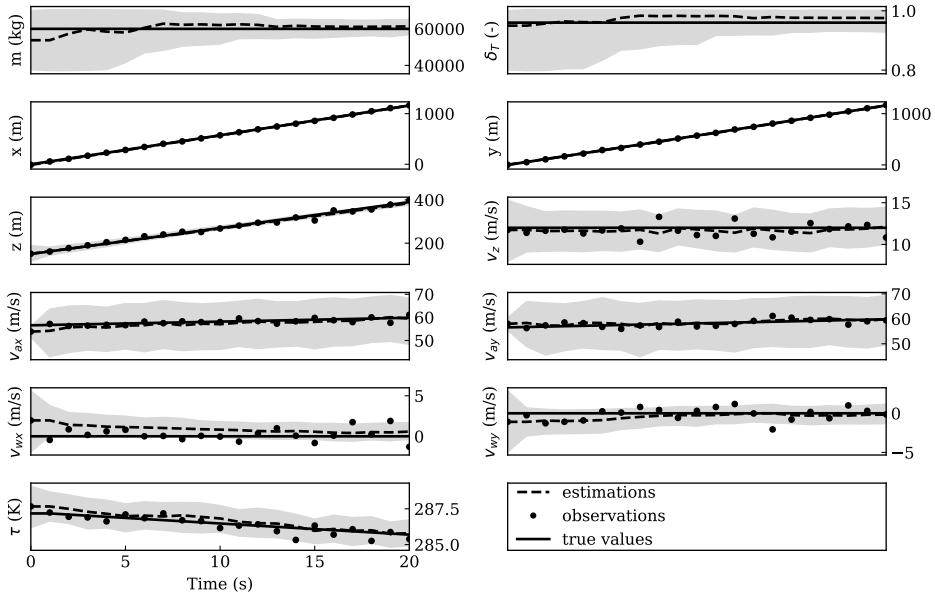 m (kg)
60000
40000
δ_T (-)
1.0
0.8
x (m)
1000
0
y (m)
1000
0
z (m)
400
200
v_z (m/s)
15
10
v_ax (m/s)
70
60
50
v_ay (m/s)
70
60
50
v_wx (m/s)
5
0
v_wy (m/s)
0
−5
τ (K)
287.5
285.0
0 5 10 15 20
Time (s)
estimations
observations
true values